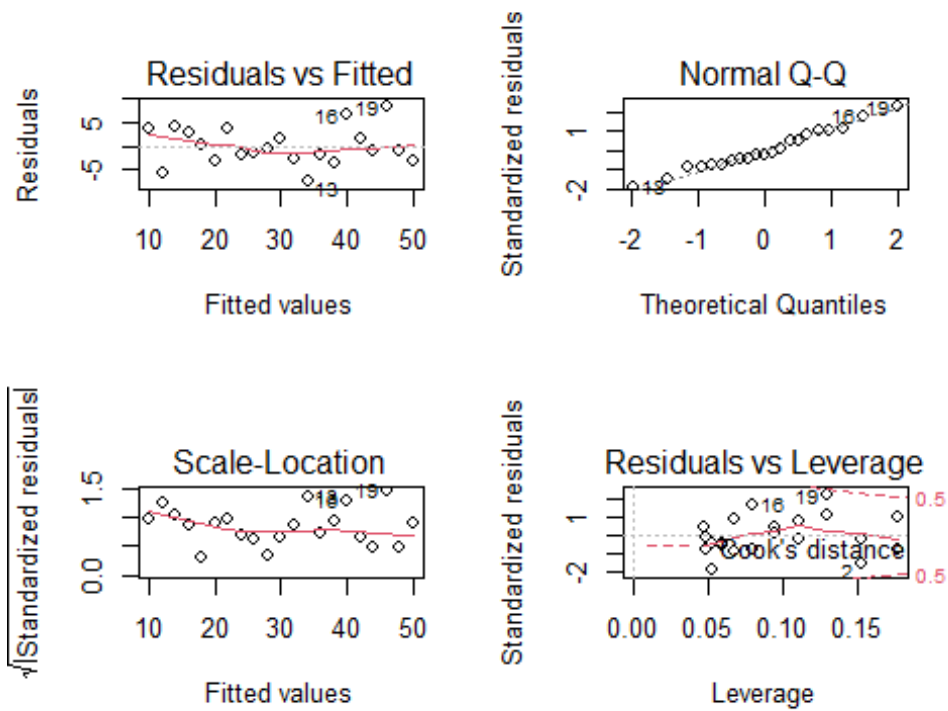 Residuals vs Fitted
Residuals
5
-5
16
19
13
10 20 30 40 50
Fitted values
Normal Q-Q
Standardized residuals
1
-2
16
19
13
-2 -1 0 1 2
Theoretical Quantiles
Scale-Location
√|Standardized residuals|
1.5
0.0
13
16
19
10 20 30 40 50
Fitted values
Residuals vs Leverage
Standardized residuals
1
-2
16
19
2
Cook's distance
0.5
0.5
0.00 0.05 0.10 0.15
Leverage